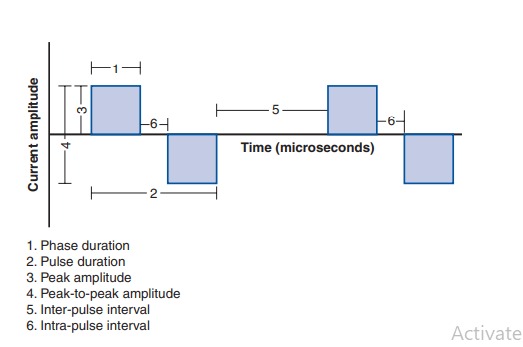 1
3
6
4
5
6
Current amplitude
Time (microseconds)
2
1. Phase duration
2. Pulse duration
3. Peak amplitude
4. Peak-to-peak amplitude
5. Inter-pulse interval
6. Intra-pulse interval
Activate